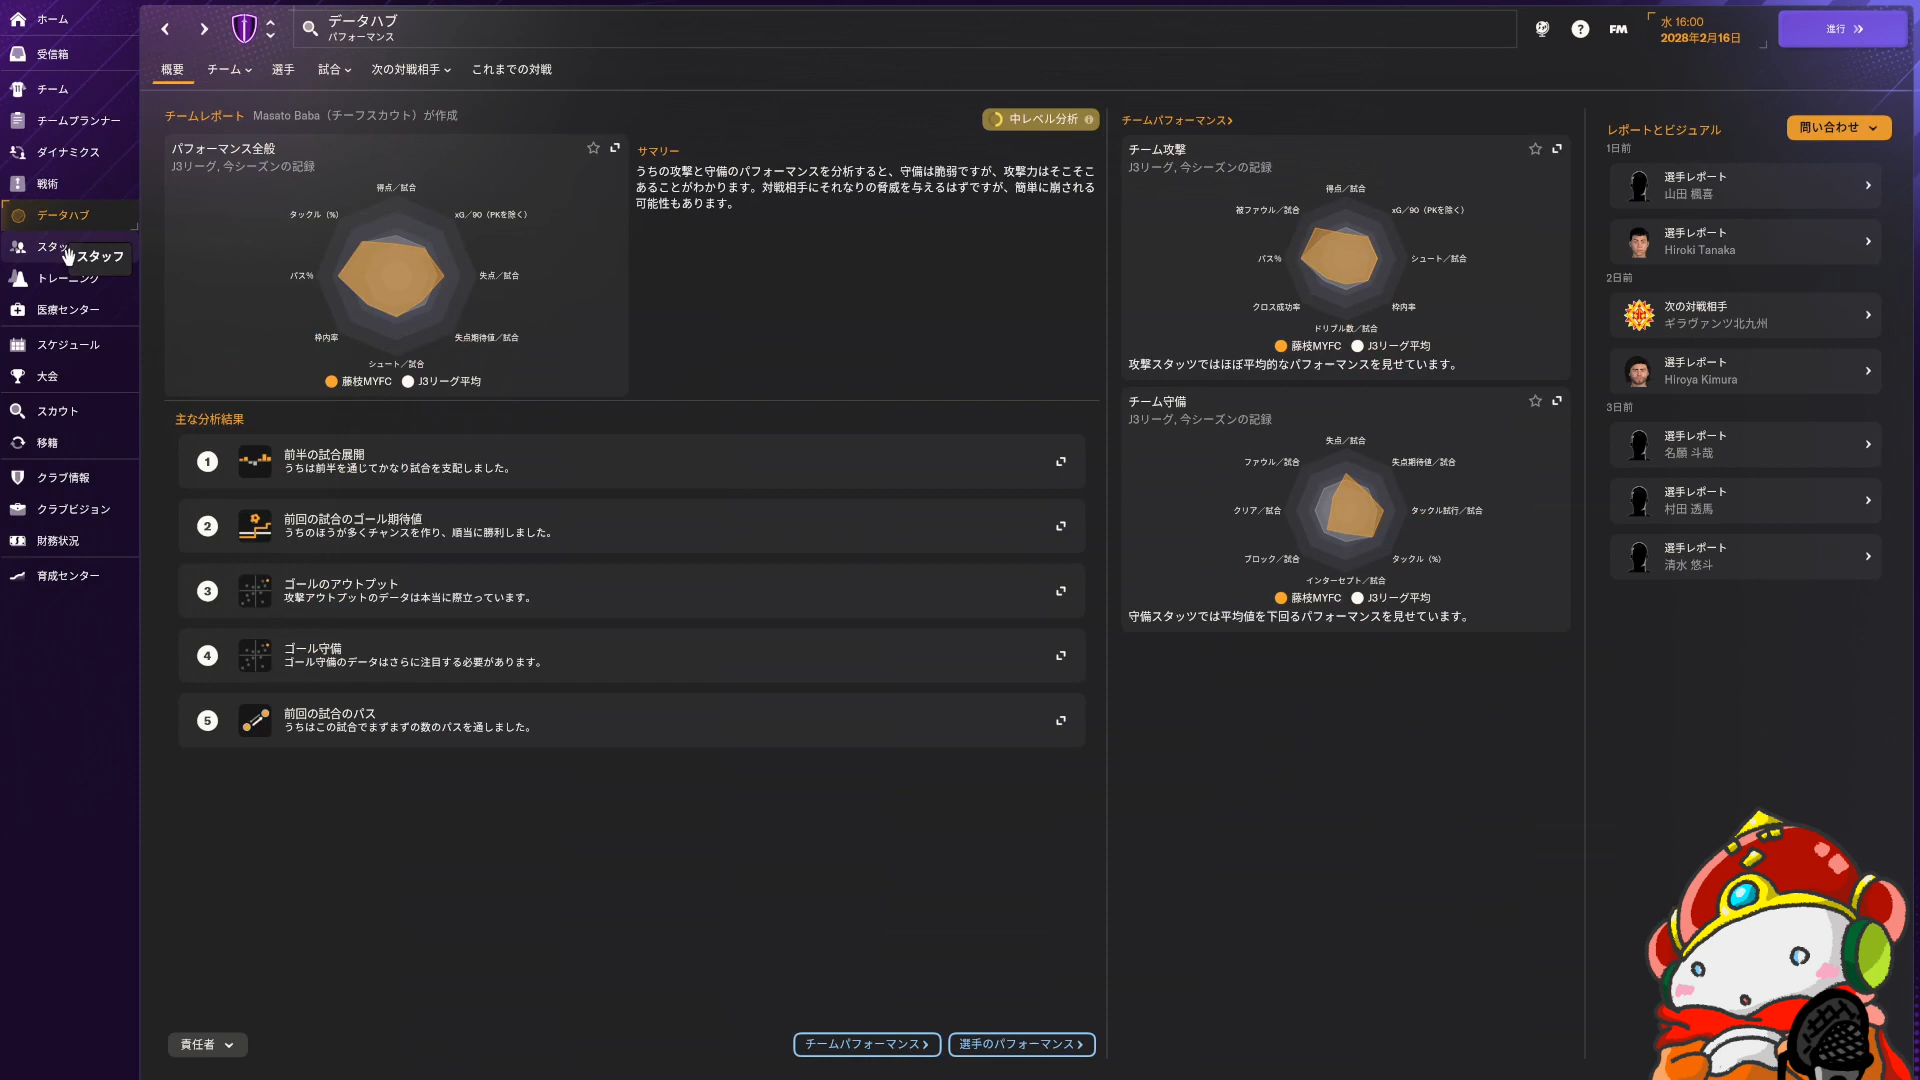 ホーム
受信箱
チーム
チームプランナー
ダイナミクス
戦術
データハブ
スタッ
スタッフ
トレーニング
医療センター
スケジュール
大会
スカウト
移籍
クラブ情報
クラブビジョン
財務状況
育成センター
データハブ
パフォーマンス
FM
水 16:00
2028年2月16日
進行
概要
チーム
選手
試合
次の対戦相手
これまでの対戦
チームレポート
Masato Baba（チーフスカウト）が作成
中レベル分析
パフォーマンス全般
J3リーグ, 今シーズンの記録
得点／試合
タックル（%）
xG／90（PKを除く）
パス%
失点／試合
枠内率
失点期待値／試合
シュート／試合
藤枝MYFC
J3リーグ平均
サマリー
うちの攻撃と守備のパフォーマンスを分析すると、守備は脆弱ですが、攻撃力はそこそこ
あることがわかります。対戦相手にそれなりの脅威を与えるはずですが、簡単に崩される
可能性もあります。
主な分析結果
1
前半の試合展開
うちは前半を通じてかなり試合を支配しました。
2
前回の試合のゴール期待値
うちのほうが多くチャンスを作り、順当に勝利しました。
3
ゴールのアウトプット
攻撃アウトプットのデータは本当に際立っています。
4
ゴール守備
ゴール守備のデータはさらに注目する必要があります。
5
前回の試合のパス
うちはこの試合でまずまずの数のパスを通しました。
責任者
チームパフォーマンス
選手のパフォーマンス
チームパフォーマンス
チーム攻撃
J3リーグ, 今シーズンの記録
得点／試合
被ファウル／試合
xG／90（PKを除く）
パス%
シュート／試合
クロス成功率
枠内率
ドリブル数／試合
藤枝MYFC
J3リーグ平均
攻撃スタッツではほぼ平均的なパフォーマンスを見せています。
チーム守備
J3リーグ, 今シーズンの記録
失点／試合
ファウル／試合
失点期待値／試合
クリア／試合
タックル試行／試合
ブロック／試合
タックル（%）
インターセプト／試合
藤枝MYFC
J3リーグ平均
守備スタッツでは平均値を下回るパフォーマンスを見せています。
レポートとビジュアル
問い合わせ
1日前
選手レポート
山田 楓喜
選手レポート
Hiroki Tanaka
2日前
次の対戦相手
ギラヴァンツ北九州
選手レポート
Hiroya Kimura
3日前
選手レポート
名願 斗哉
選手レポート
村田 透馬
選手レポート
清水 悠斗